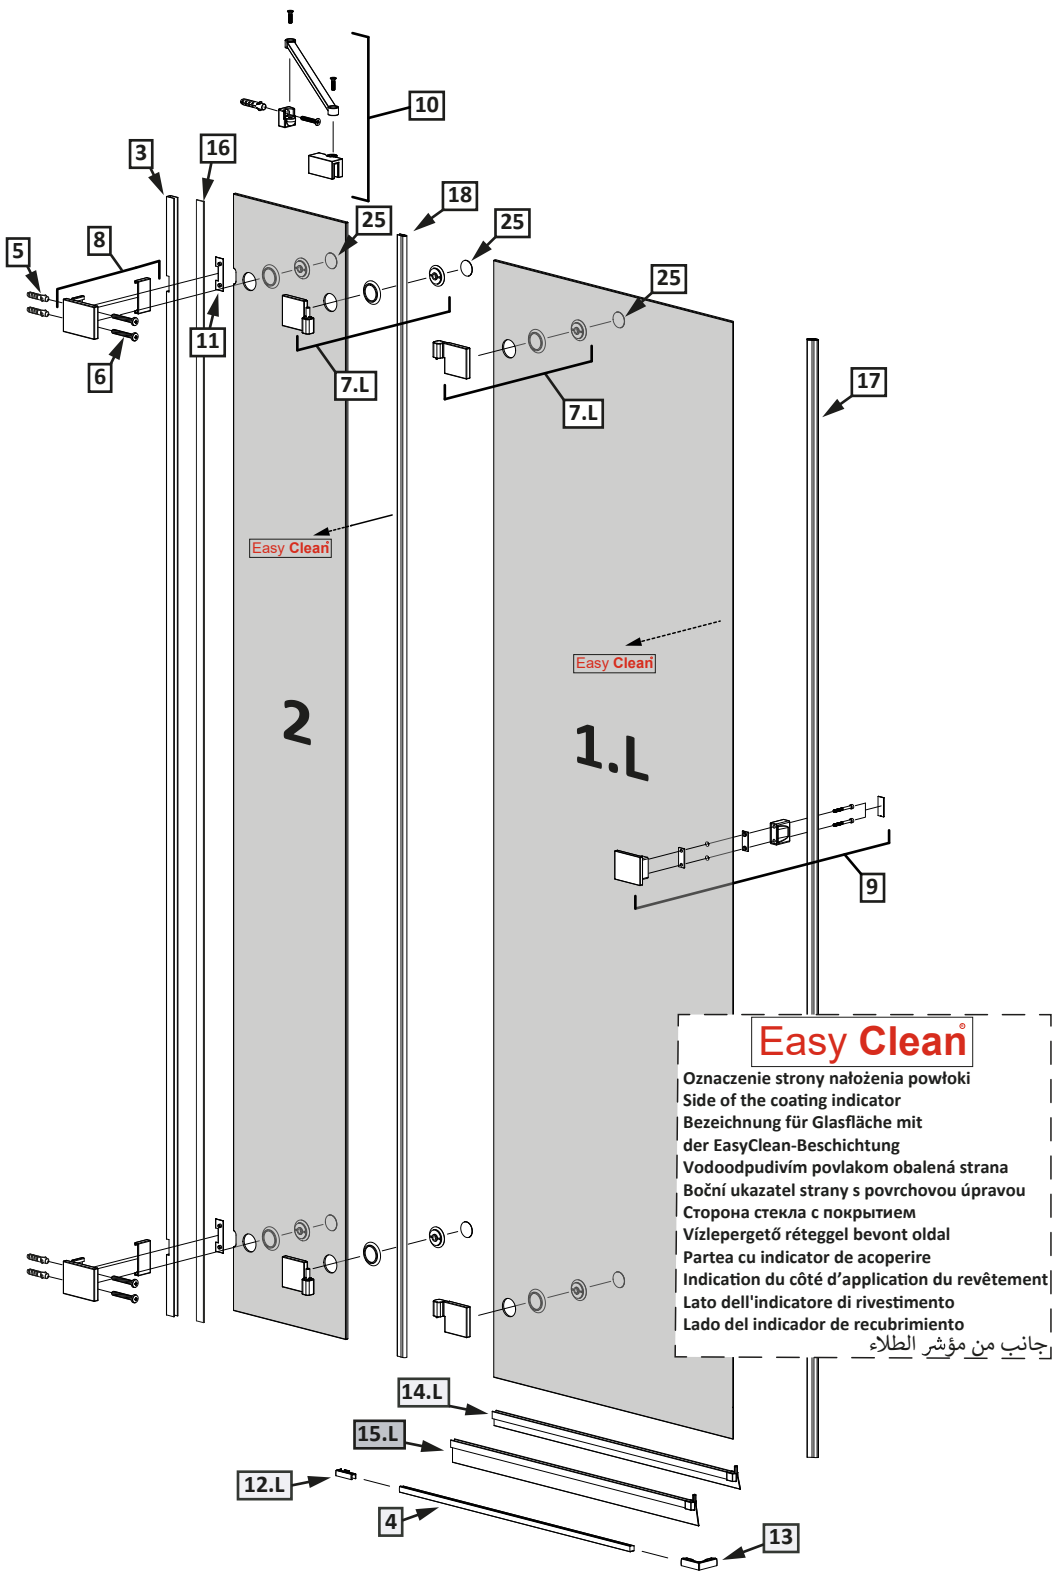 10
3
16
18
25
25
8
5
25
11
6
7.L
17
7.L
Easy Clean
Easy Clean
2
1.L
9
Easy Clean®
Oznaczenie strony nałożenia powłoki
Side of the coating indicator
Bezeichnung für Glasfläche mit
der EasyClean-Beschichtung
Vodoodpudivím povlakom obalená strana
Boční ukazatel strany s povrchovou úpravou
Сторона стекла с покрытием
Vízlepergető réteggel bevont oldal
Partea cu indicator de acoperire
Indication du côté d’application du revêtement
Lato dell'indicatore di rivestimento
Lado del indicador de recubrimiento
جانب من مؤشر الطلاء
14.L
15.L
12.L
4
13